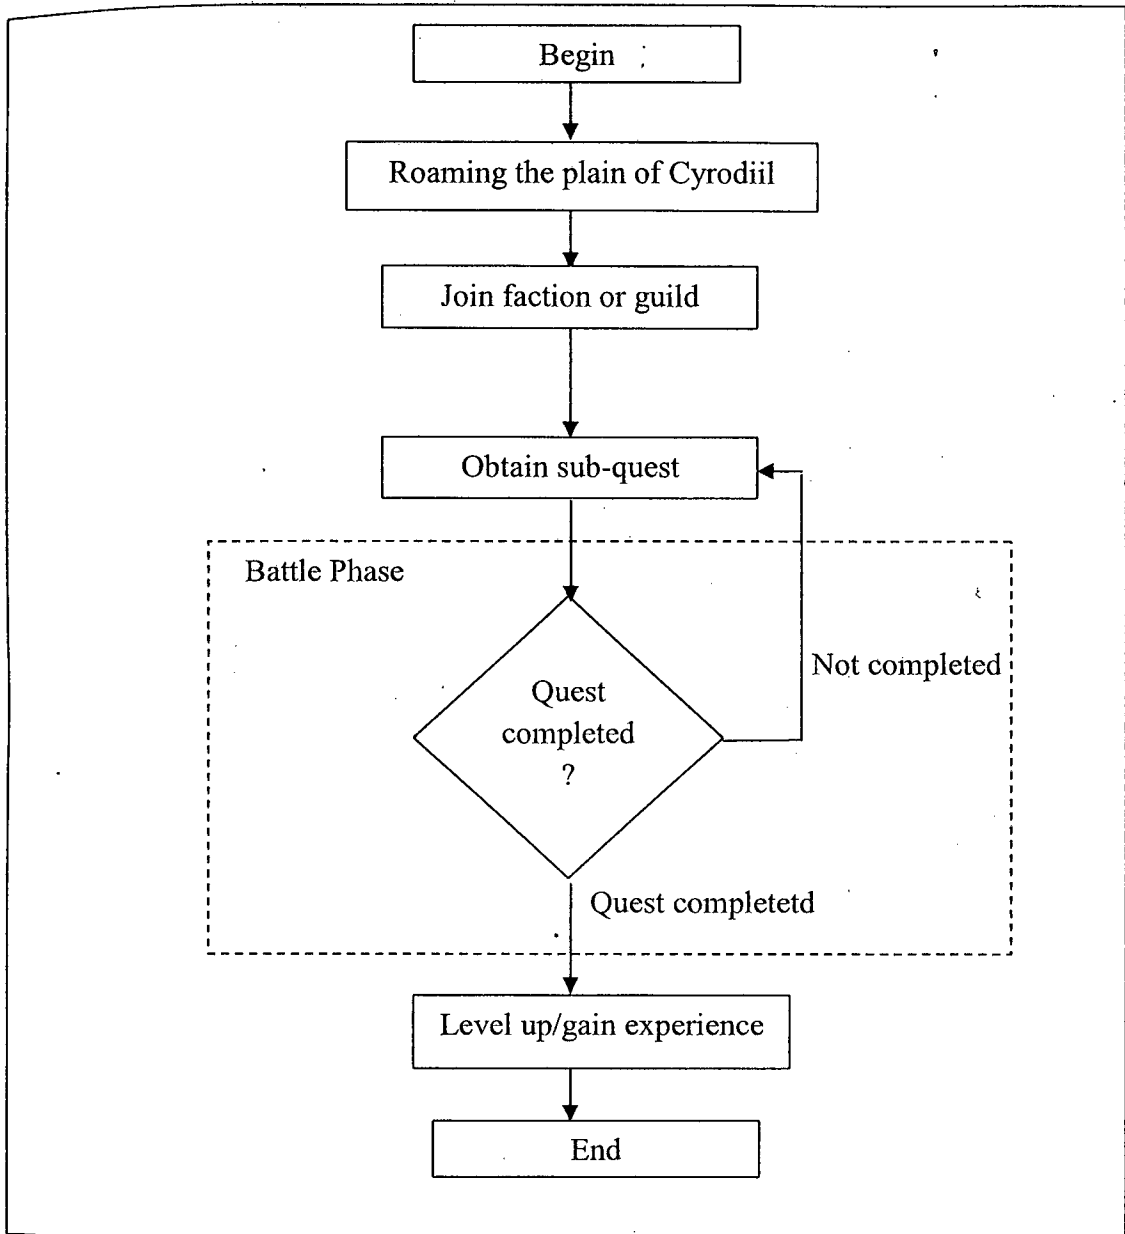 Begin
Roaming the plain of Cyrodiil
Join faction or guild
Obtain sub-quest
Battle Phase
Not completed
Quest
completed
?
Quest completetd
Level up/gain experience
End